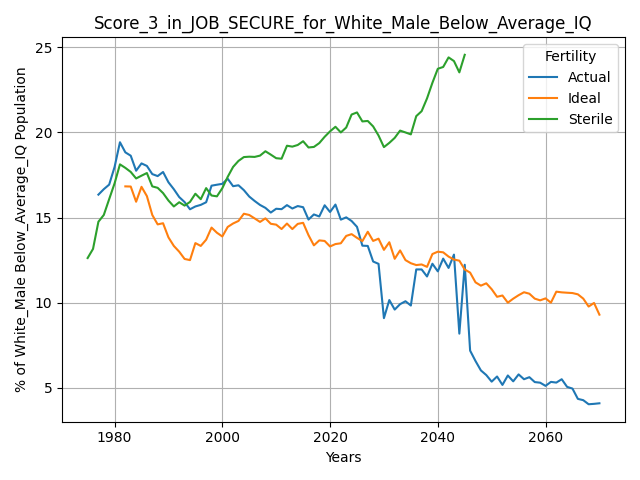 Score_3_in_JOB_SECURE_for_White_Male_Below_Average_IQ
% of White_Male Below_Average_IQ Population
25
20
15
10
5
Fertility
Actual
Ideal
Sterile
1980
2000
2020
2040
2060
Years